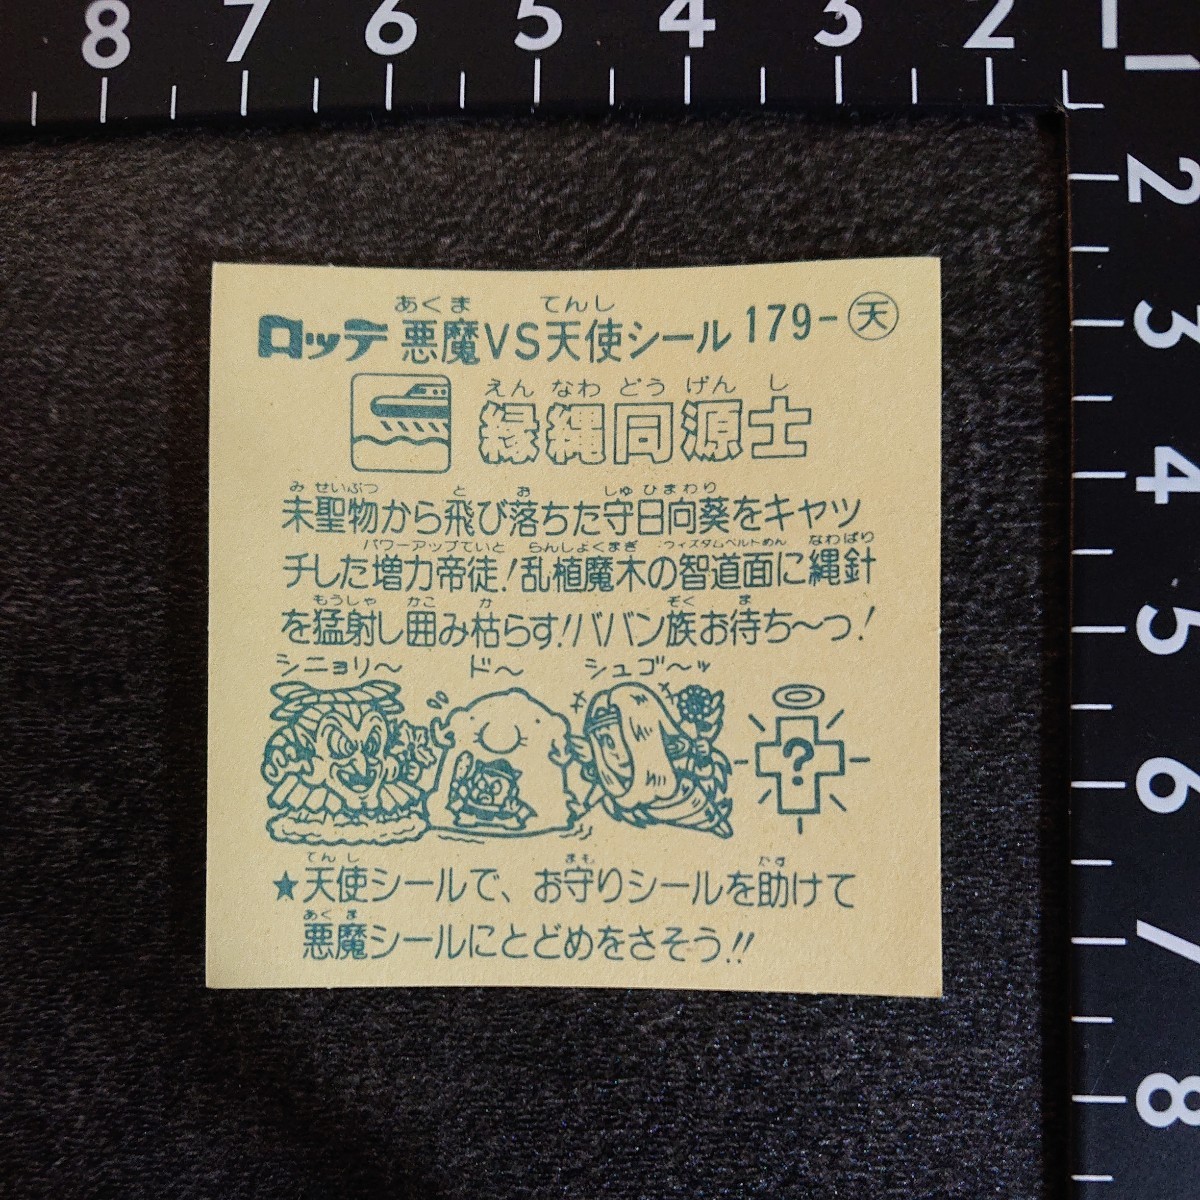 8 7 6 5 4 3 2 1
あくま てんし
ロッテ 悪魔VS天使シール 179-天
えん なわ どう げん し
縁縄同源士
み せいぶつ と お しゅ ひまわり
未聖物から飛び落ちた守日向葵をキャッ
パワーアップていと らんしょくまぎ ウィズダムベルトめん なわばり
チした増力帝徒!乱植魔木の智道面に縄針
もうしゃ かこ か ぞく ま
を猛射し囲み枯らす!!ババン族お待ち〜っ!
シニョリ〜 ド〜 シュゴ〜ッ
?
てんし まも たす
★天使シールで、お守りシールを助けて
あく ま
悪魔シールにとどめをさそう!!
1
2
3
4
5
6
7
8